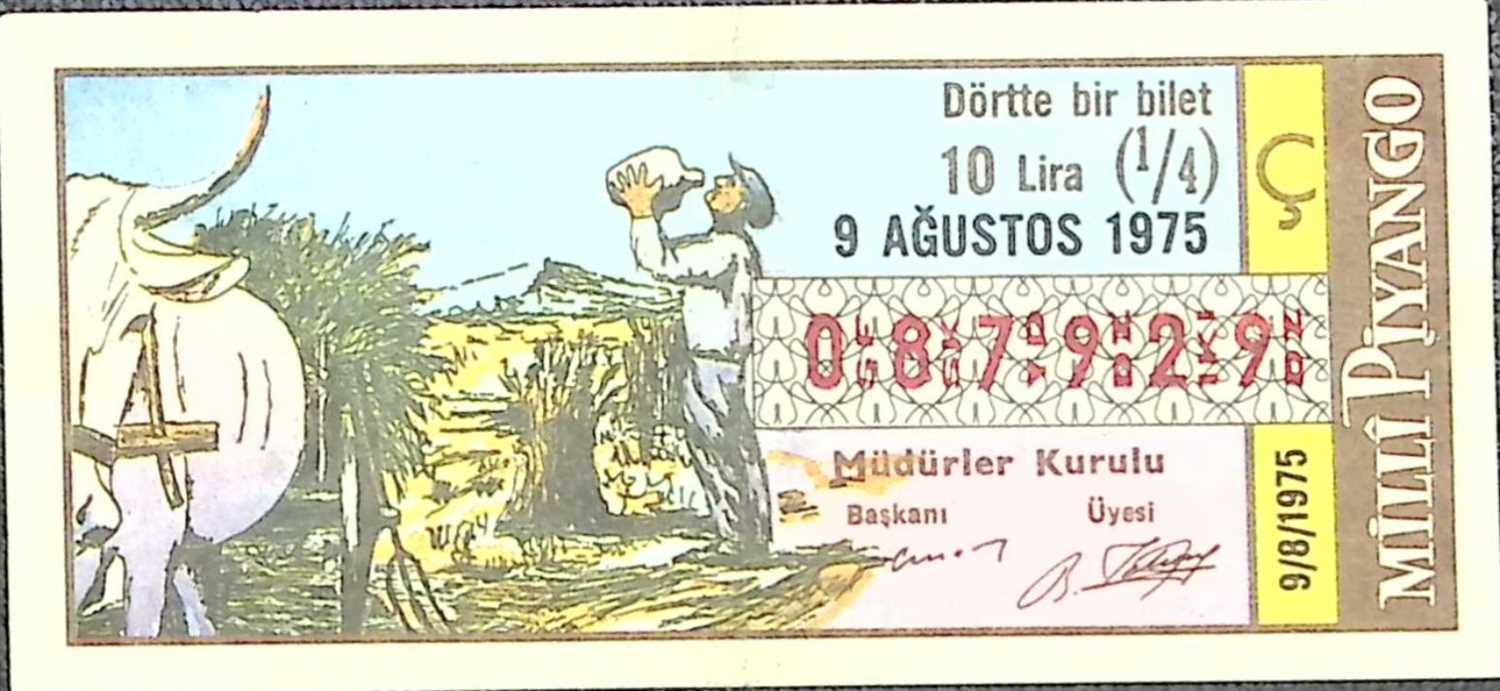 Dörtte bir bilet
10 Lira (1/4)
9 AĞUSTOS 1975
Ç
0 8 7 9 2 9
Müdürler Kurulu
Başkanı Üyesi
9/8/1975
MİLLÎ PİYANGO